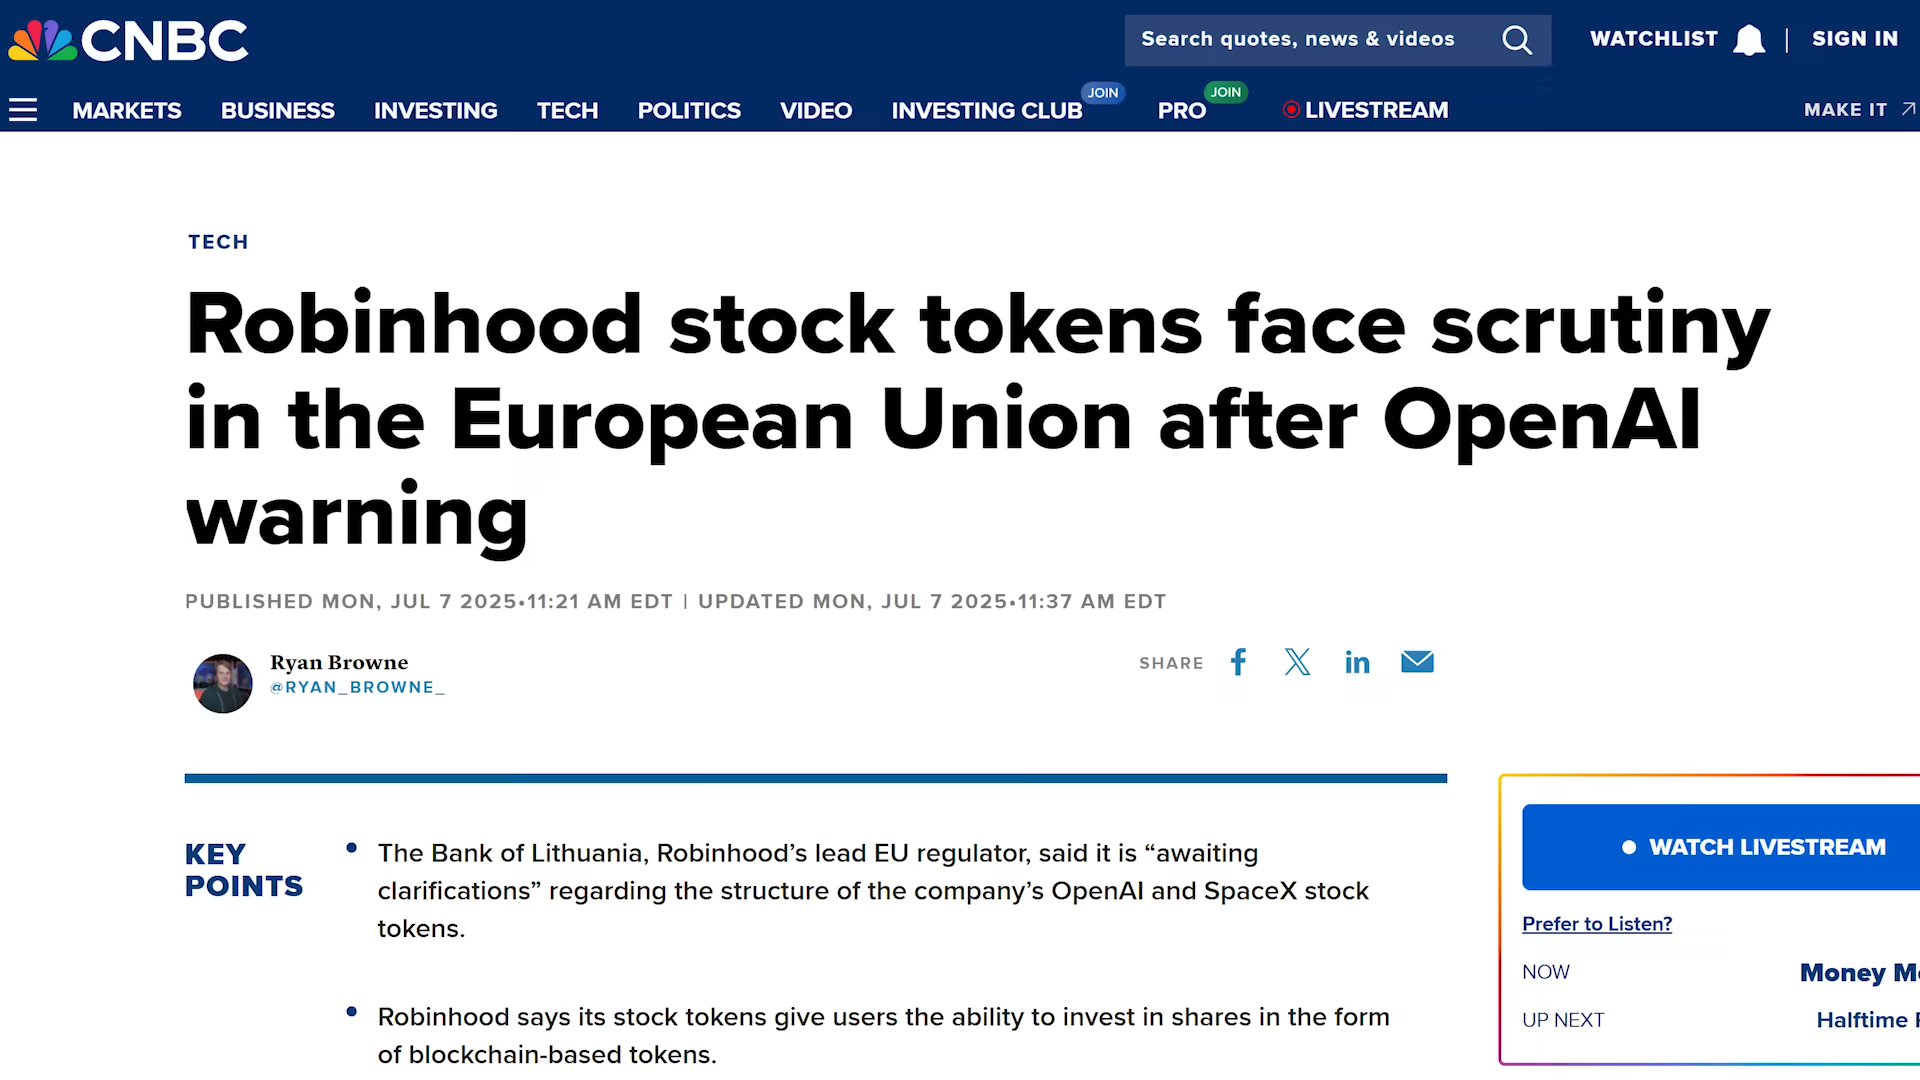 CNBC
Search quotes, news & videos
WATCHLIST | SIGN IN
MARKETS BUSINESS INVESTING TECH POLITICS VIDEO INVESTING CLUB JOIN PRO JOIN LIVESTREAM MAKE IT
TECH
Robinhood stock tokens face scrutiny
in the European Union after OpenAI
warning
PUBLISHED MON, JUL 7 2025•11:21 AM EDT | UPDATED MON, JUL 7 2025•11:37 AM EDT
Ryan Browne
@RYAN_BROWNE_
SHARE
KEY
POINTS
• The Bank of Lithuania, Robinhood’s lead EU regulator, said it is “awaiting
clarifications” regarding the structure of the company’s OpenAI and SpaceX stock
tokens.
• Robinhood says its stock tokens give users the ability to invest in shares in the form
of blockchain-based tokens.
WATCH LIVESTREAM
Prefer to Listen?
NOW Money
UP NEXT Halftime